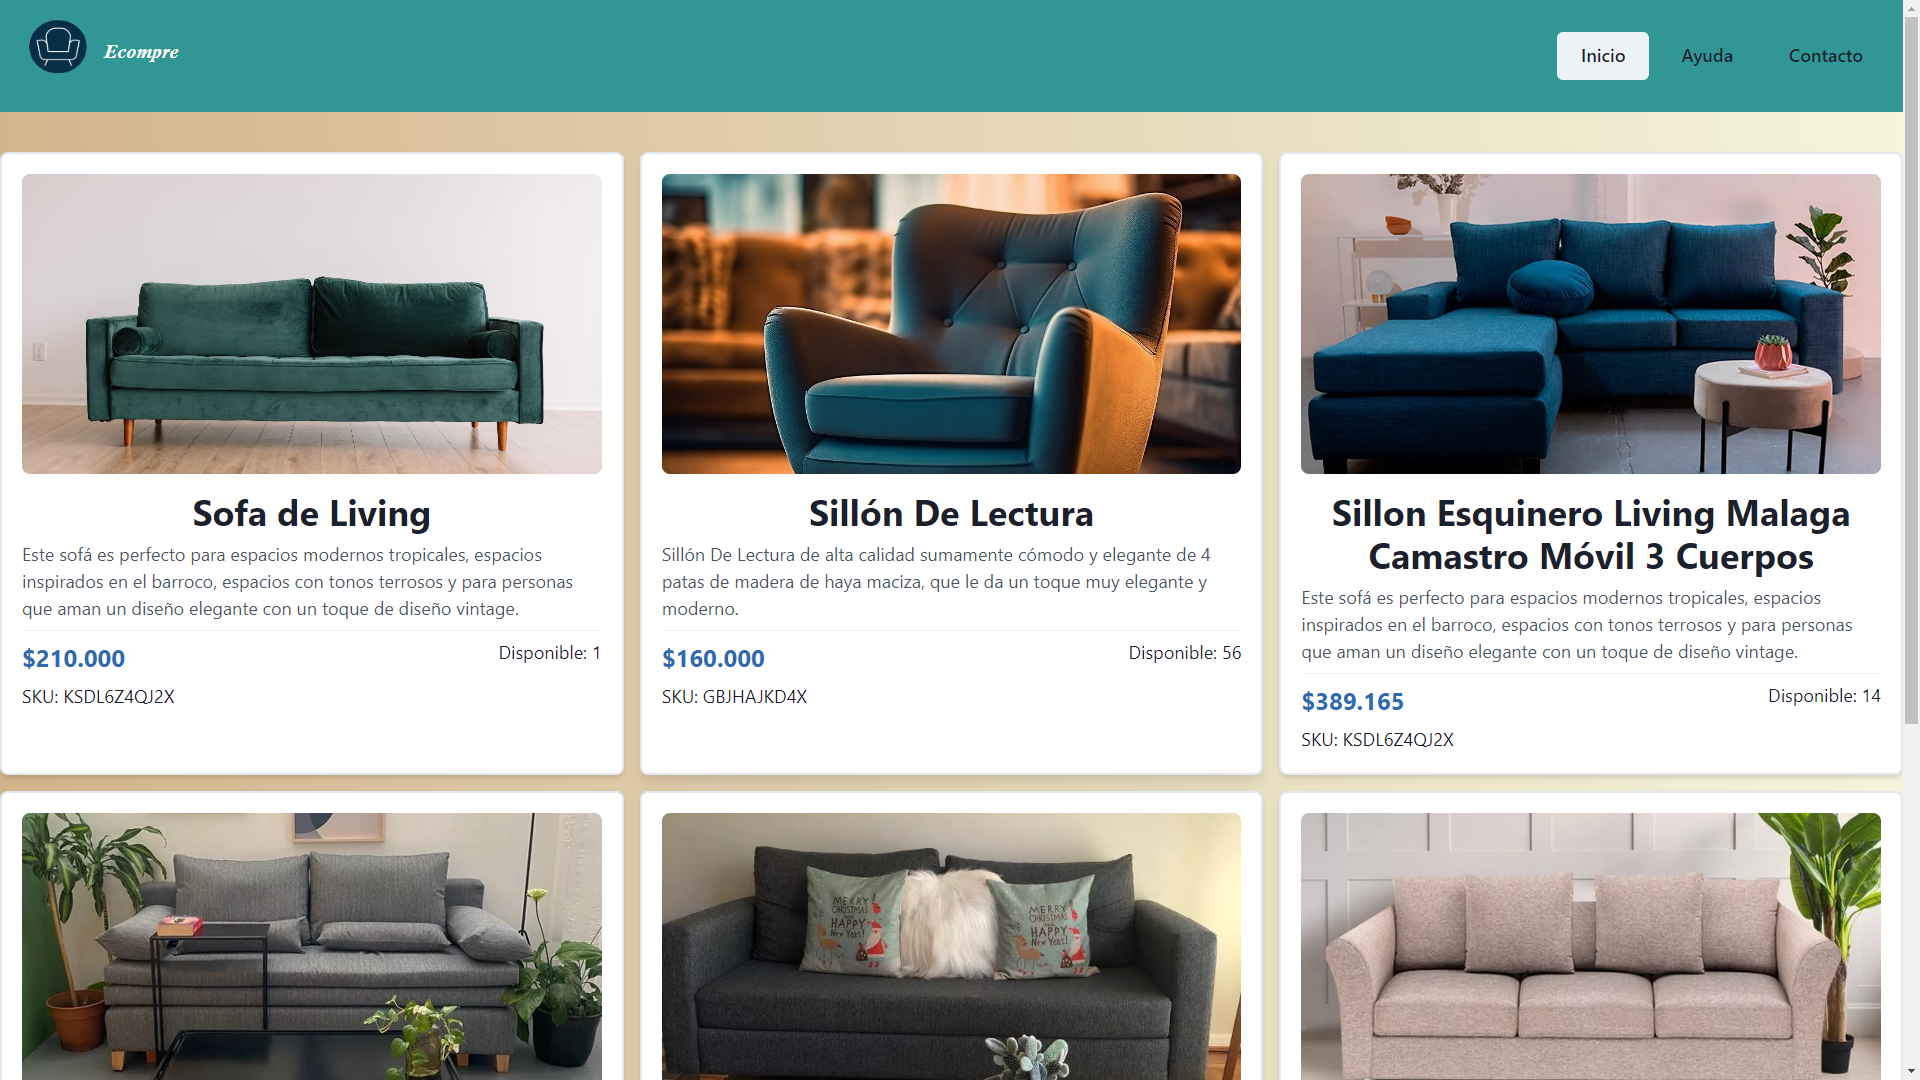 Ecompre
Inicio
Ayuda
Contacto
Sofa de Living
Este sofá es perfecto para espacios modernos tropicales, espacios
inspirados en el barroco, espacios con tonos terrosos y para personas
que aman un diseño elegante con un toque de diseño vintage.
$210.000
Disponible: 1
SKU: KSDL6Z4QJ2X
Sillón De Lectura
Sillón De Lectura de alta calidad sumamente cómodo y elegante de 4
patas de madera de haya maciza, que le da un toque muy elegante y
moderno.
$160.000
Disponible: 56
SKU: GBJHAJKD4X
Sillon Esquinero Living Malaga
Camastro Móvil 3 Cuerpos
Este sofá es perfecto para espacios modernos tropicales, espacios
inspirados en el barroco, espacios con tonos terrosos y para personas
que aman un diseño elegante con un toque de diseño vintage.
$389.165
Disponible: 14
SKU: KSDL6Z4QJ2X
MERRY
CHRISTMAS
HAPPY
New Year!
MERRY
CHRISTMAS
HAPPY
New Year!